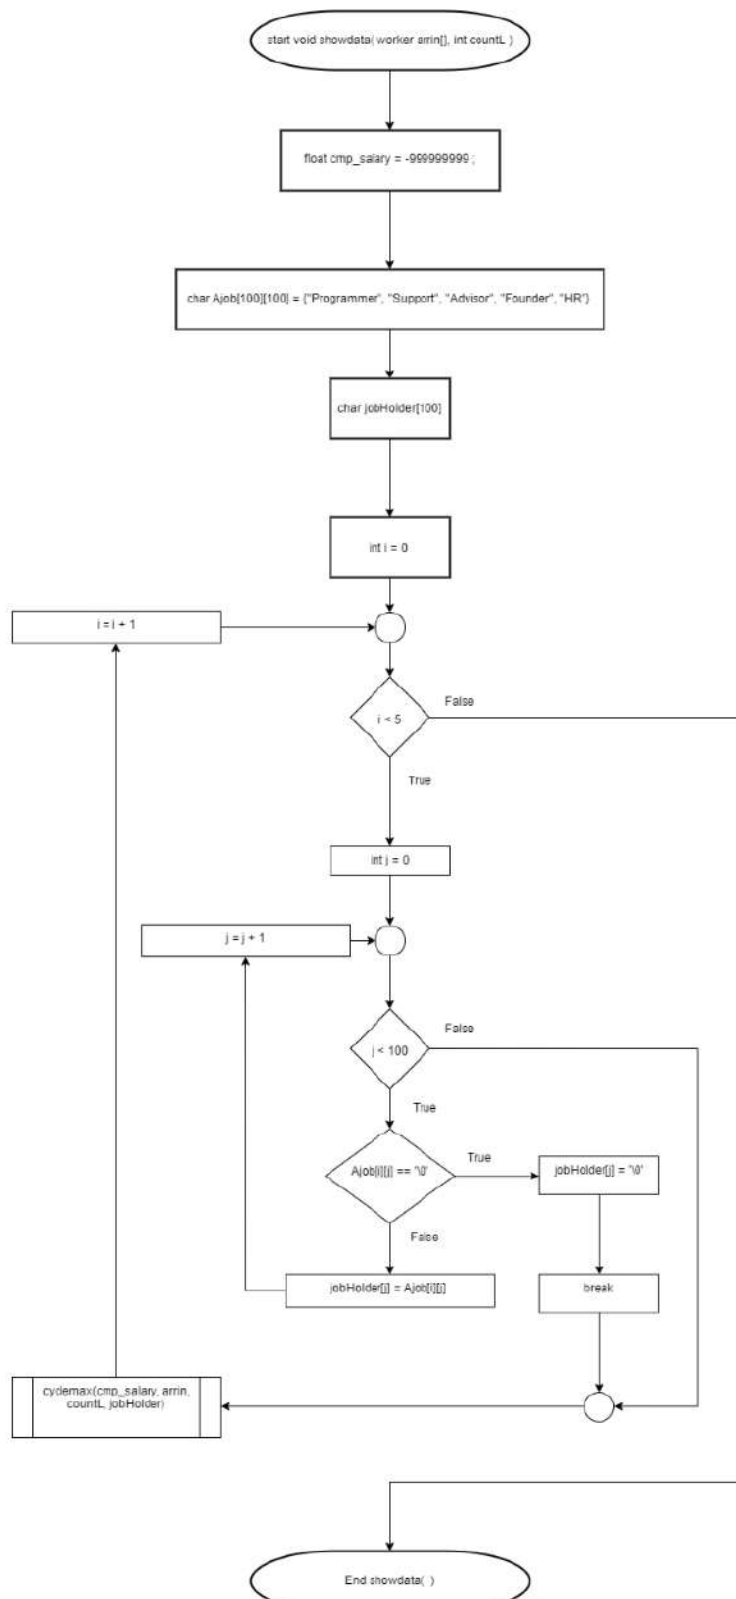 start void showdata( worker arrin[], int countL )
float cmp_salary = -999999999 ;
char Ajob[100][100] = {"Programmer", "Support", "Advisor", "Founder", "HR"}
char jobHolder[100]
int i = 0
i = i + 1
i < 5
False
True
int j = 0
j = j + 1
j < 100
False
True
Ajob[i][j] == '\0'
True
jobHolder[j] = '\0'
False
jobHolder[j] = Ajob[i][j]
break
cyclemax(cmp_salary, arrin,
countL, jobHolder)
End showdata( )